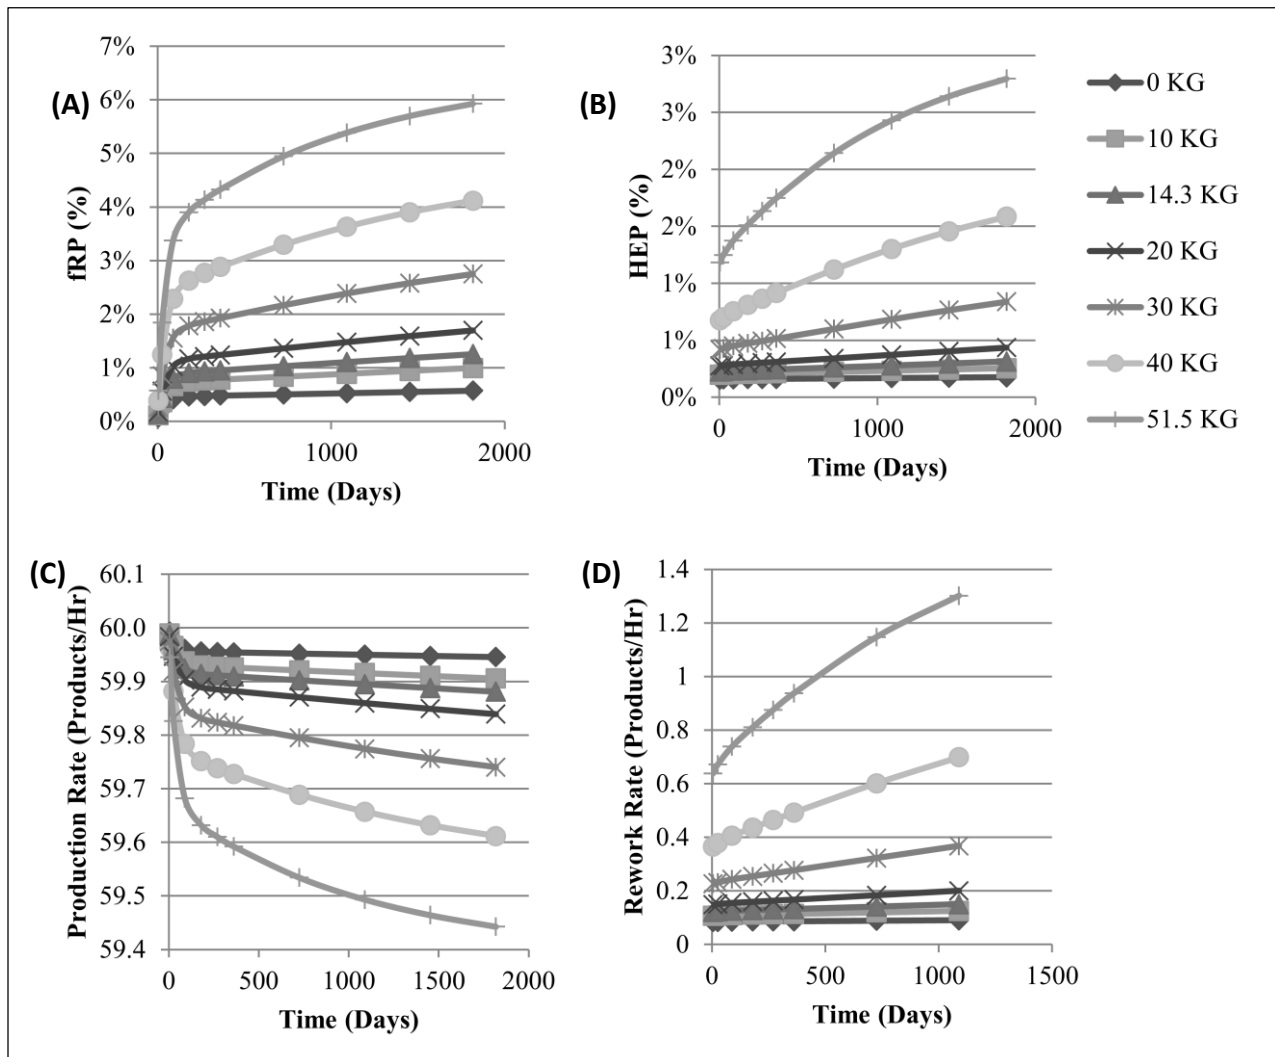 (A)
7%
6%
5%
4%
3%
2%
1%
0%
fRP (%)
0 1000 2000
Time (Days)
(B)
3%
3%
2%
2%
1%
1%
0%
HEP (%)
0 1000 2000
Time (Days)
0 KG
10 KG
14.3 KG
20 KG
30 KG
40 KG
51.5 KG
(C)
60.1
60.0
59.9
59.8
59.7
59.6
59.5
59.4
Production Rate (Products/Hr)
0 500 1000 1500 2000
Time (Days)
(D)
1.4
1.2
1
0.8
0.6
0.4
0.2
0
Rework Rate (Products/Hr)
0 500 1000 1500
Time (Days)